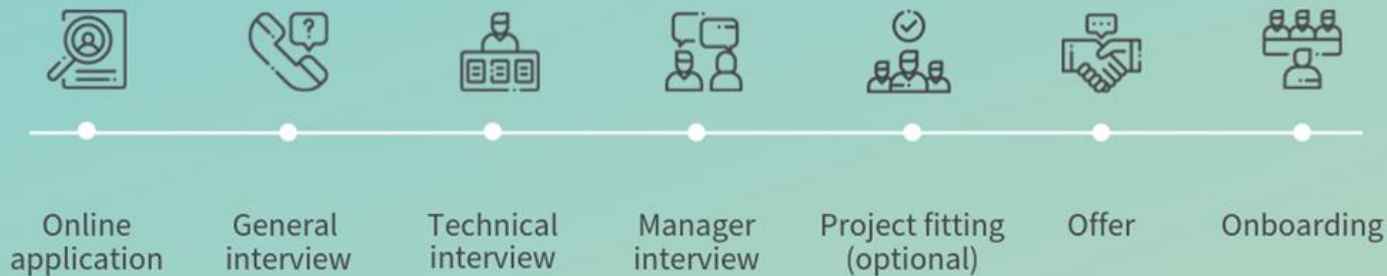 Online
application
General
interview
Technical
interview
Manager
interview
Project fitting
(optional)
Offer
Onboarding